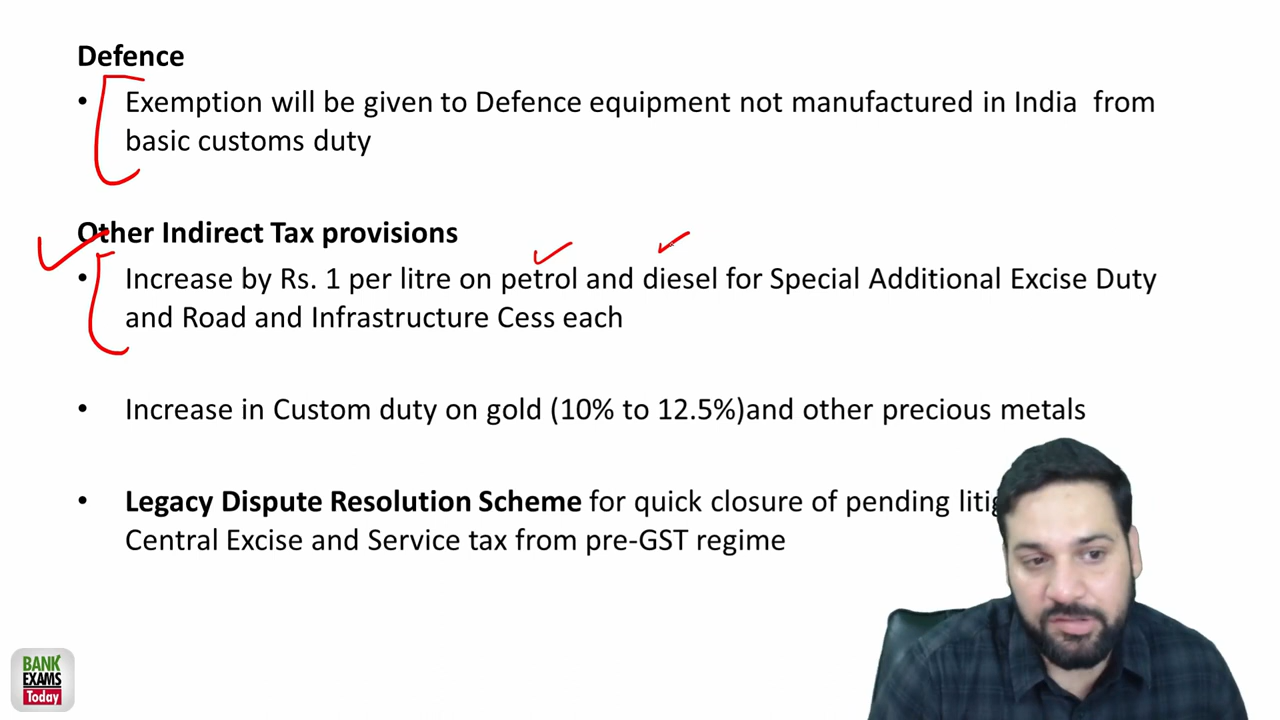 Defence
• Exemption will be given to Defence equipment not manufactured in India from
basic customs duty
Other Indirect Tax provisions
• Increase by Rs. 1 per litre on petrol and diesel for Special Additional Excise Duty
and Road and Infrastructure Cess each
• Increase in Custom duty on gold (10% to 12.5%)and other precious metals
• Legacy Dispute Resolution Scheme for quick closure of pending
Central Excise and Service tax from pre-GST regime
BANK
EXAMS
Today